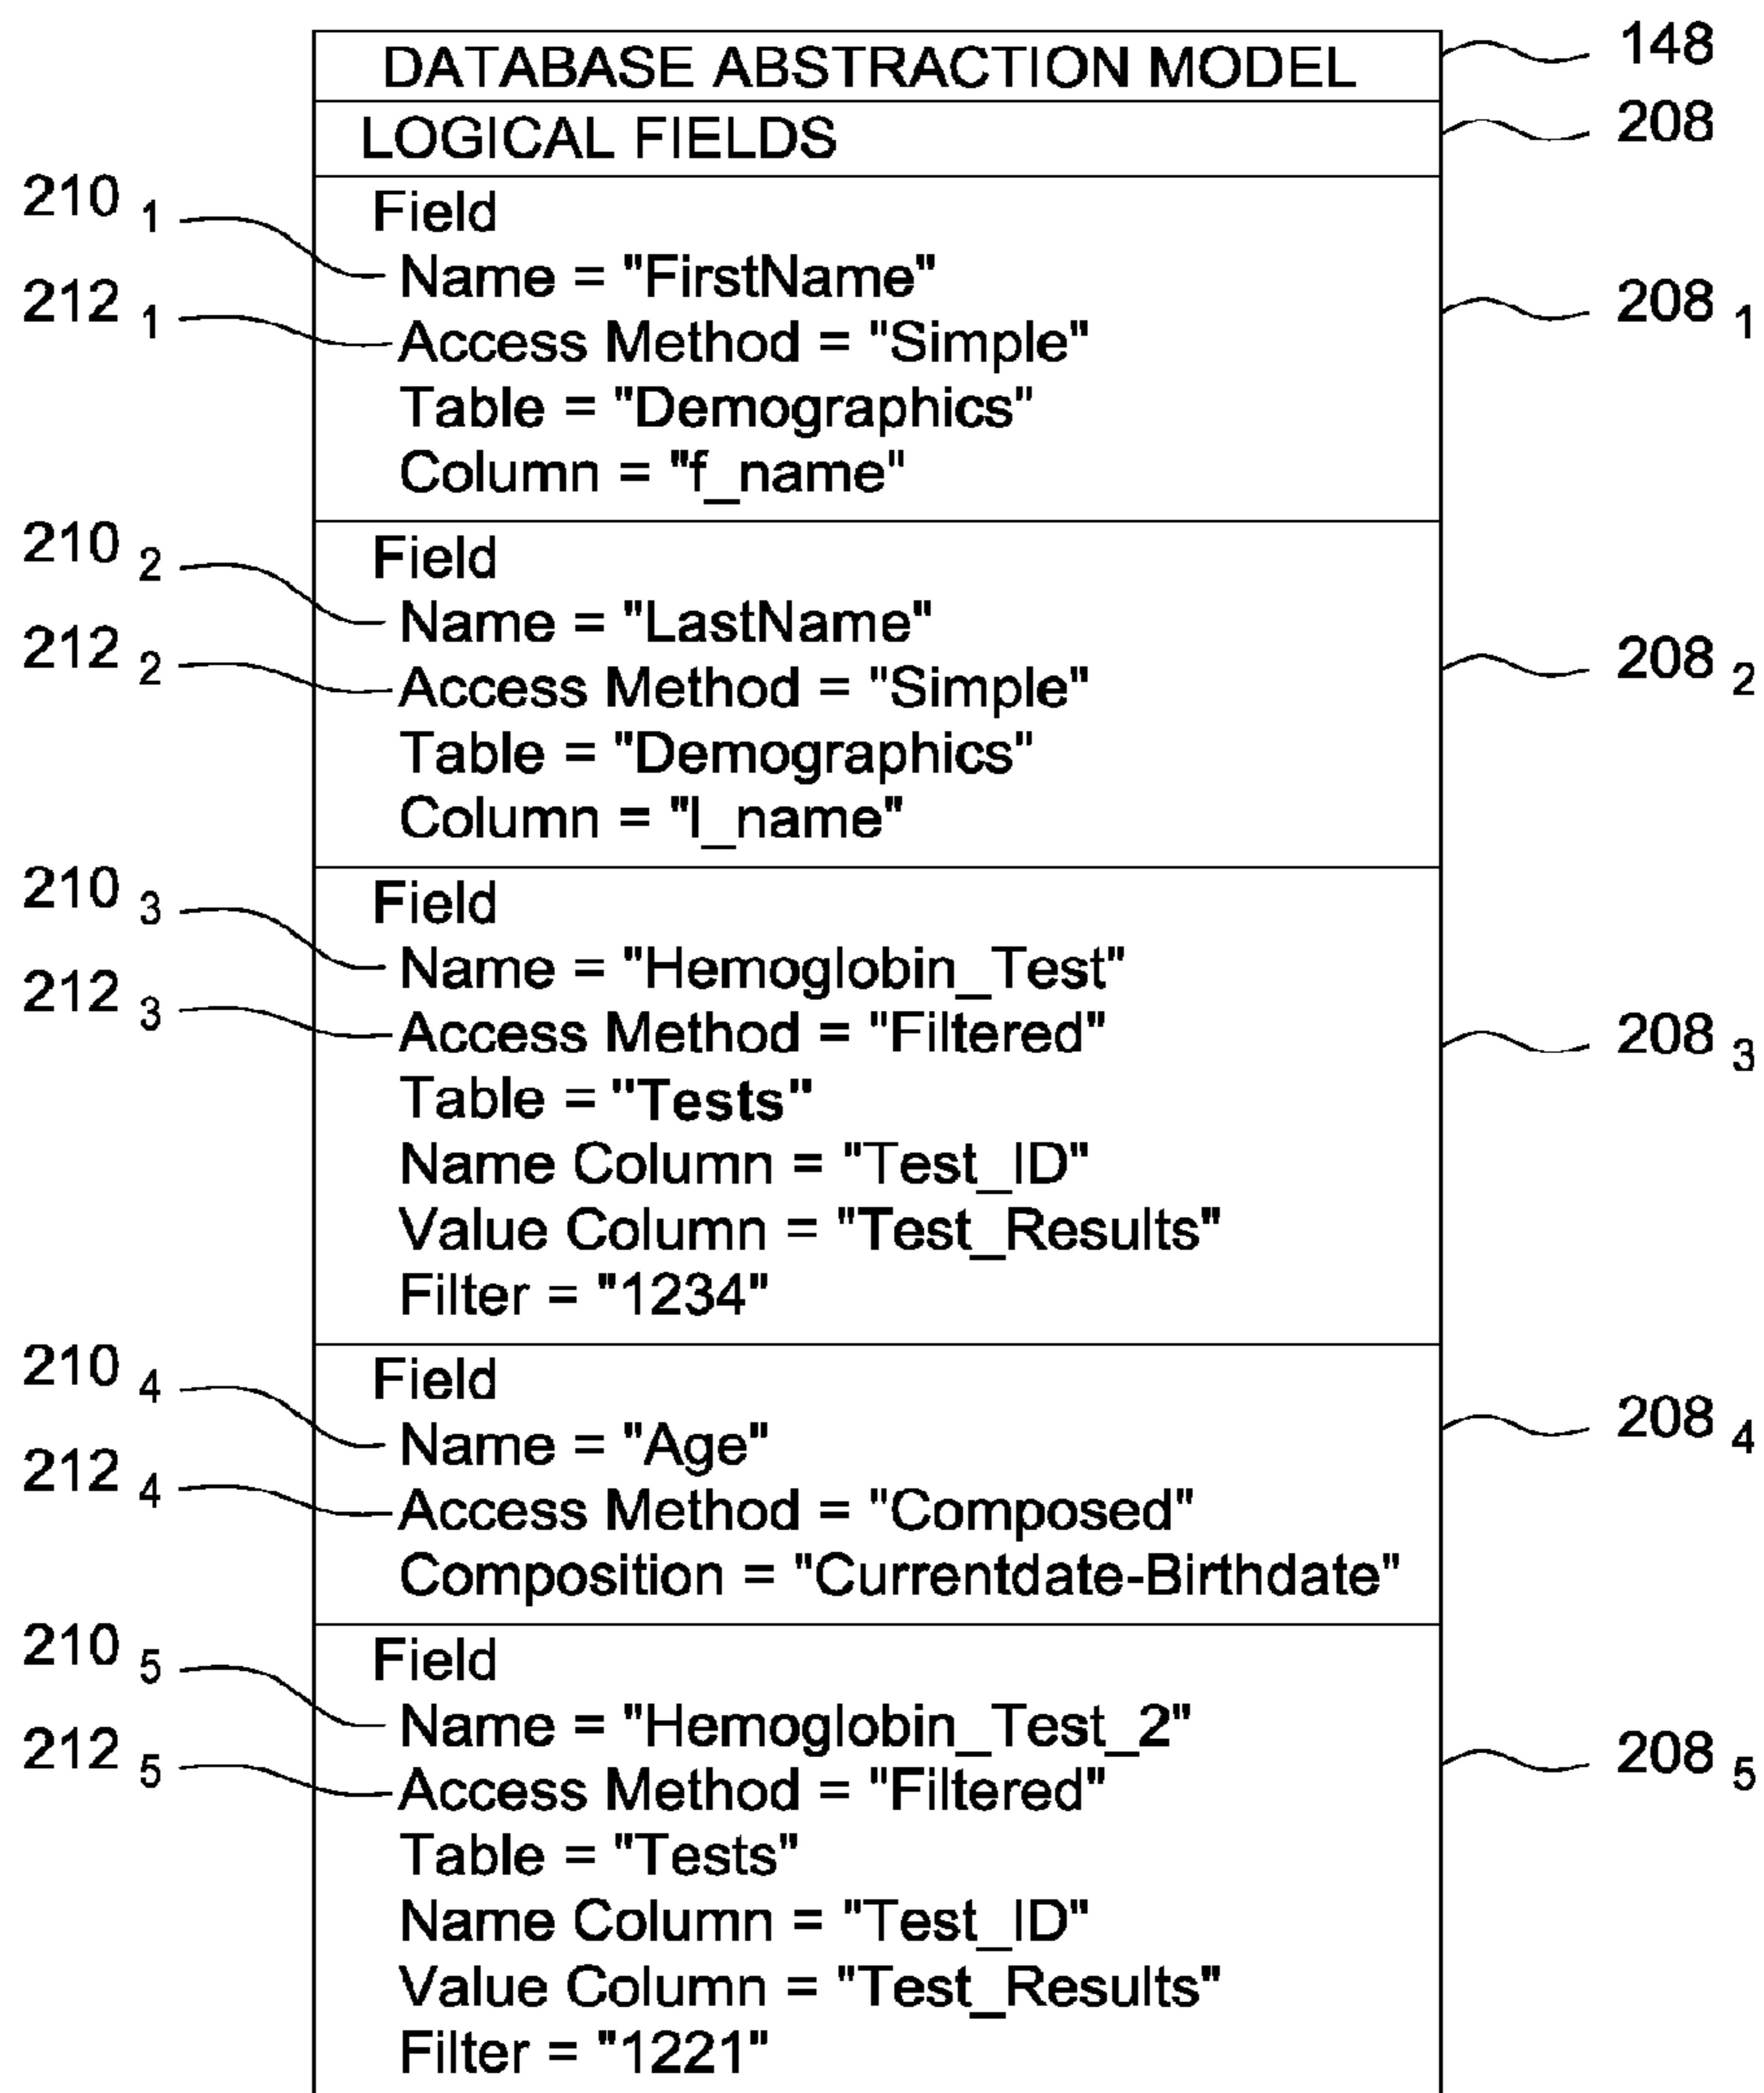 DATABASE ABSTRACTION MODEL 148
LOGICAL FIELDS 208
210 1 Field
Name = "FirstName"
212 1 Access Method = "Simple" 208 1
Table = "Demographics"
Column = "f_name"
210 2 Field
Name = "LastName"
212 2 Access Method = "Simple" 208 2
Table = "Demographics"
Column = "l_name"
210 3 Field
Name = "Hemoglobin_Test"
212 3 Access Method = "Filtered" 208 3
Table = "Tests"
Name Column = "Test_ID"
Value Column = "Test_Results"
Filter = "1234"
210 4 Field
Name = "Age" 208 4
212 4 Access Method = "Composed"
Composition = "Currentdate-Birthdate"
210 5 Field
Name = "Hemoglobin_Test_2"
212 5 Access Method = "Filtered" 208 5
Table = "Tests"
Name Column = "Test_ID"
Value Column = "Test_Results"
Filter = "1221"